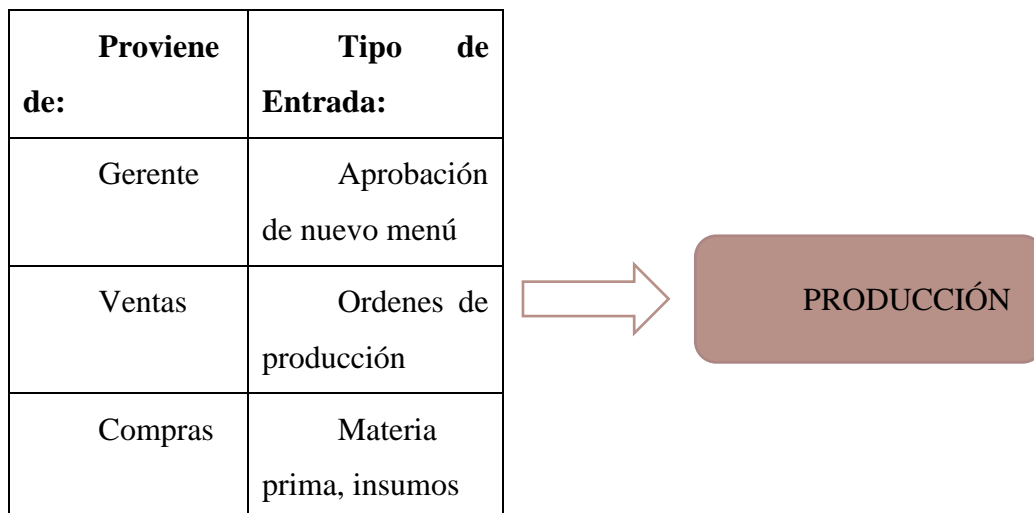 Proviene de:
Tipo de Entrada:
Gerente
Aprobación de nuevo menú
Ventas
Ordenes de producción
Compras
Materia prima, insumos
PRODUCCIÓN